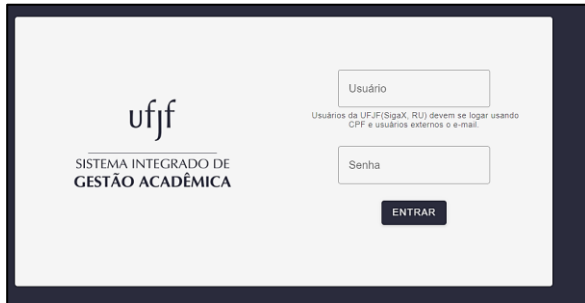 ufjf
SISTEMA INTEGRADO DE
GESTÃO ACADÊMICA
Usuário
Usuários da UFJF(SigaX, RU) devem se logar usando
CPF e usuários externos o e-mail.
Senha
ENTRAR